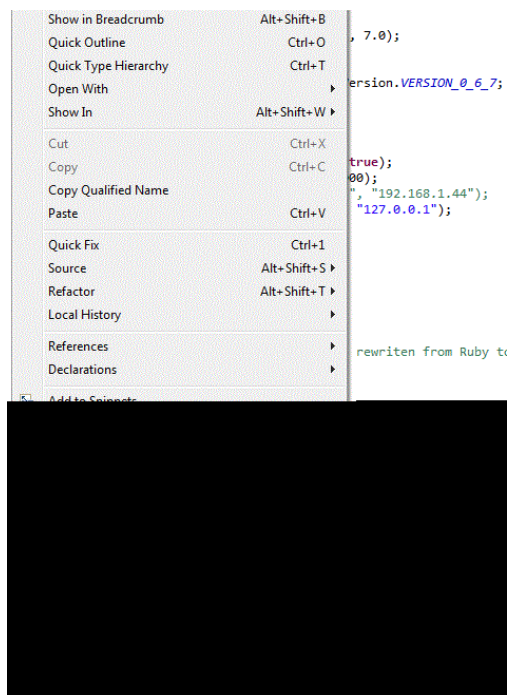 Show in Breadcrumb Alt+Shift+B
Quick Outline Ctrl+O
, 7.0);
Quick Type Hierarchy Ctrl+T
Open With
ersion.VERSION_0_6_7;
Show In Alt+Shift+W
Cut Ctrl+X
true);
Copy Ctrl+C
00);
Copy Qualified Name
", "192.168.1.44");
Paste Ctrl+V
"127.0.0.1");
Quick Fix Ctrl+1
Source Alt+Shift+S
Refactor Alt+Shift+T
Local History
References
rewriten from Ruby to
Declarations
Add to Snippets